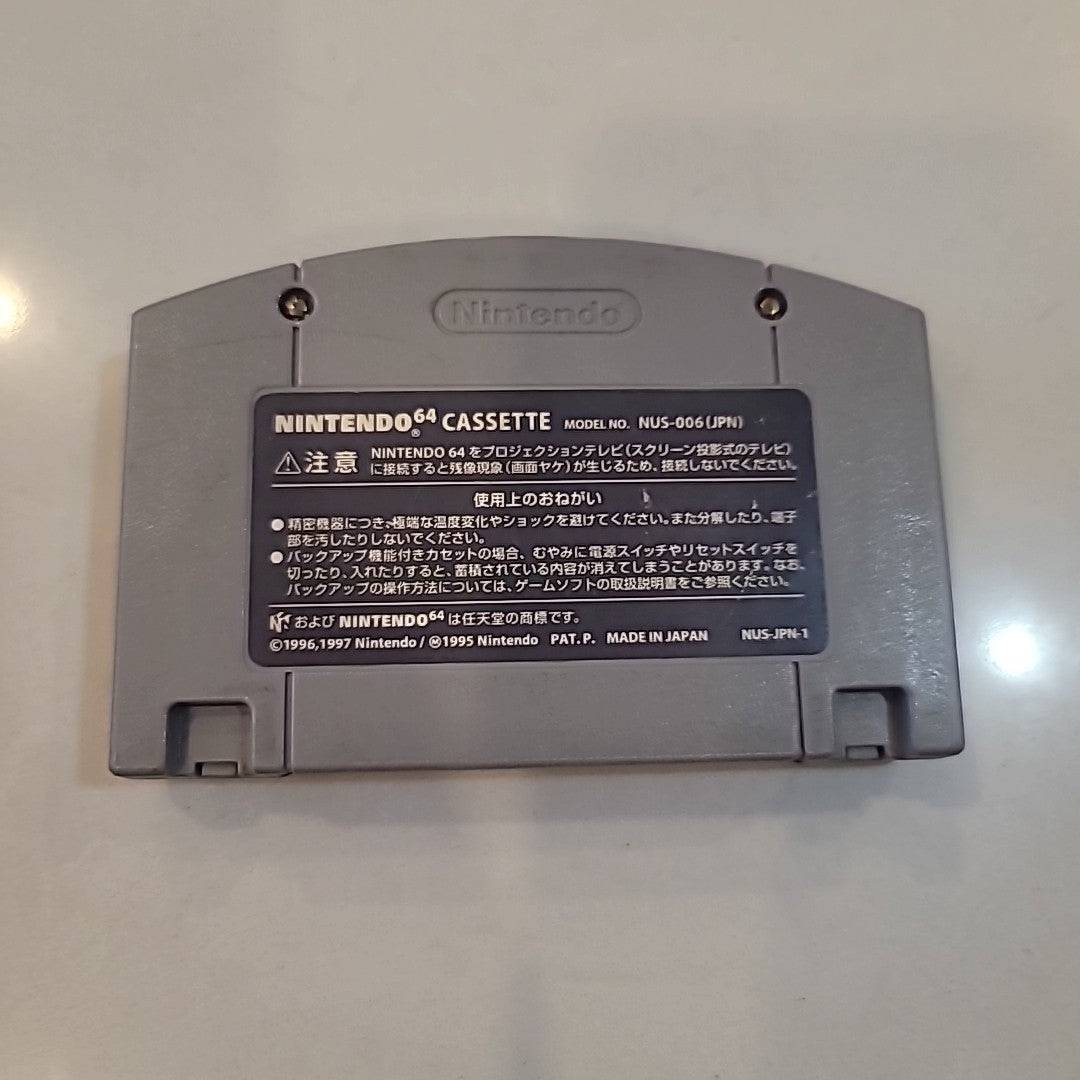 Nintendo
NINTENDO64® CASSETTE MODEL NO. NUS-006(JPN)
⚠注意 NINTENDO 64 をプロジェクションテレビ(スクリーン投影式のテレビ)
に接続すると残像現象(画面ヤケ)が生じるため、接続しないでください。
使用上のおねがい
●精密機器につき、極端な温度変化やショックを避けてください。また分解したり、端子
部を汚したりしないでください。
●バックアップ機能付きカセットの場合、むやみに電源スイッチやリセットスイッチを
切ったり、入れたりすると、蓄積されている内容が消えてしまうことがあります。なお、
バックアップの操作方法については、ゲームソフトの取扱説明書をご参照ください。
および NINTENDO64 は任天堂の商標です。
©1996,1997 Nintendo / Ⓜ1995 Nintendo PAT. P. MADE IN JAPAN NUS-JPN-1